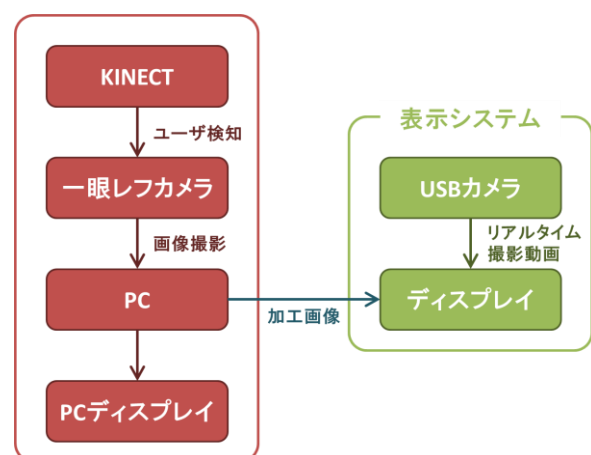 KINECT
ユーザ検知
一眼レフカメラ
画像撮影
PC
加工画像
PCディスプレイ
表示システム
USBカメラ
リアルタイム
撮影動画
ディスプレイ